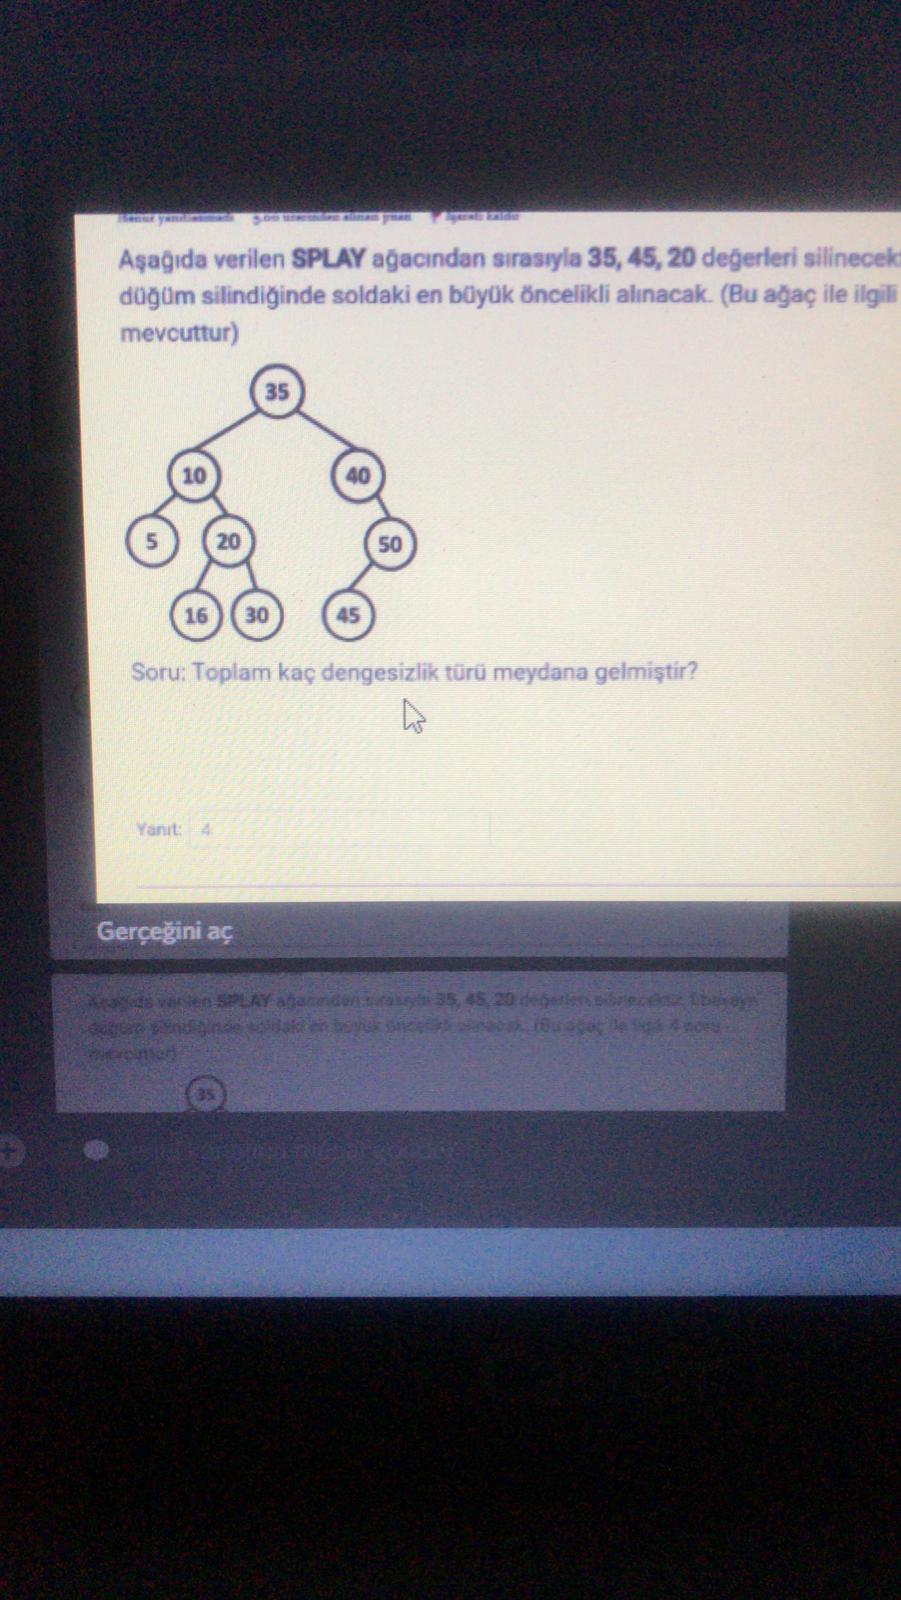 Henüz yanıtlanmadı 5,00 üzerinden alınan puan İşareti kaldır
Aşağıda verilen SPLAY ağacından sırasıyla 35, 45, 20 değerleri silinecek
düğüm silindiğinde soldaki en büyük öncelikli alınacak. (Bu ağaç ile ilgili
mevcuttur)
35
10 40
5 20 50
16 30 45
Soru: Toplam kaç dengesizlik türü meydana gelmiştir?
Yanıt: 4
Gerçeğini aç
Aşağıda verilen SPLAY ağacından sırasıyla 35, 45, 20 değerleri silinecektir. Ebeveyn
düğüm silindiğinde soldaki en büyük öncelikli alınacak. (Bu ağaç ile ilgili 4 soru
mevcuttur)
35